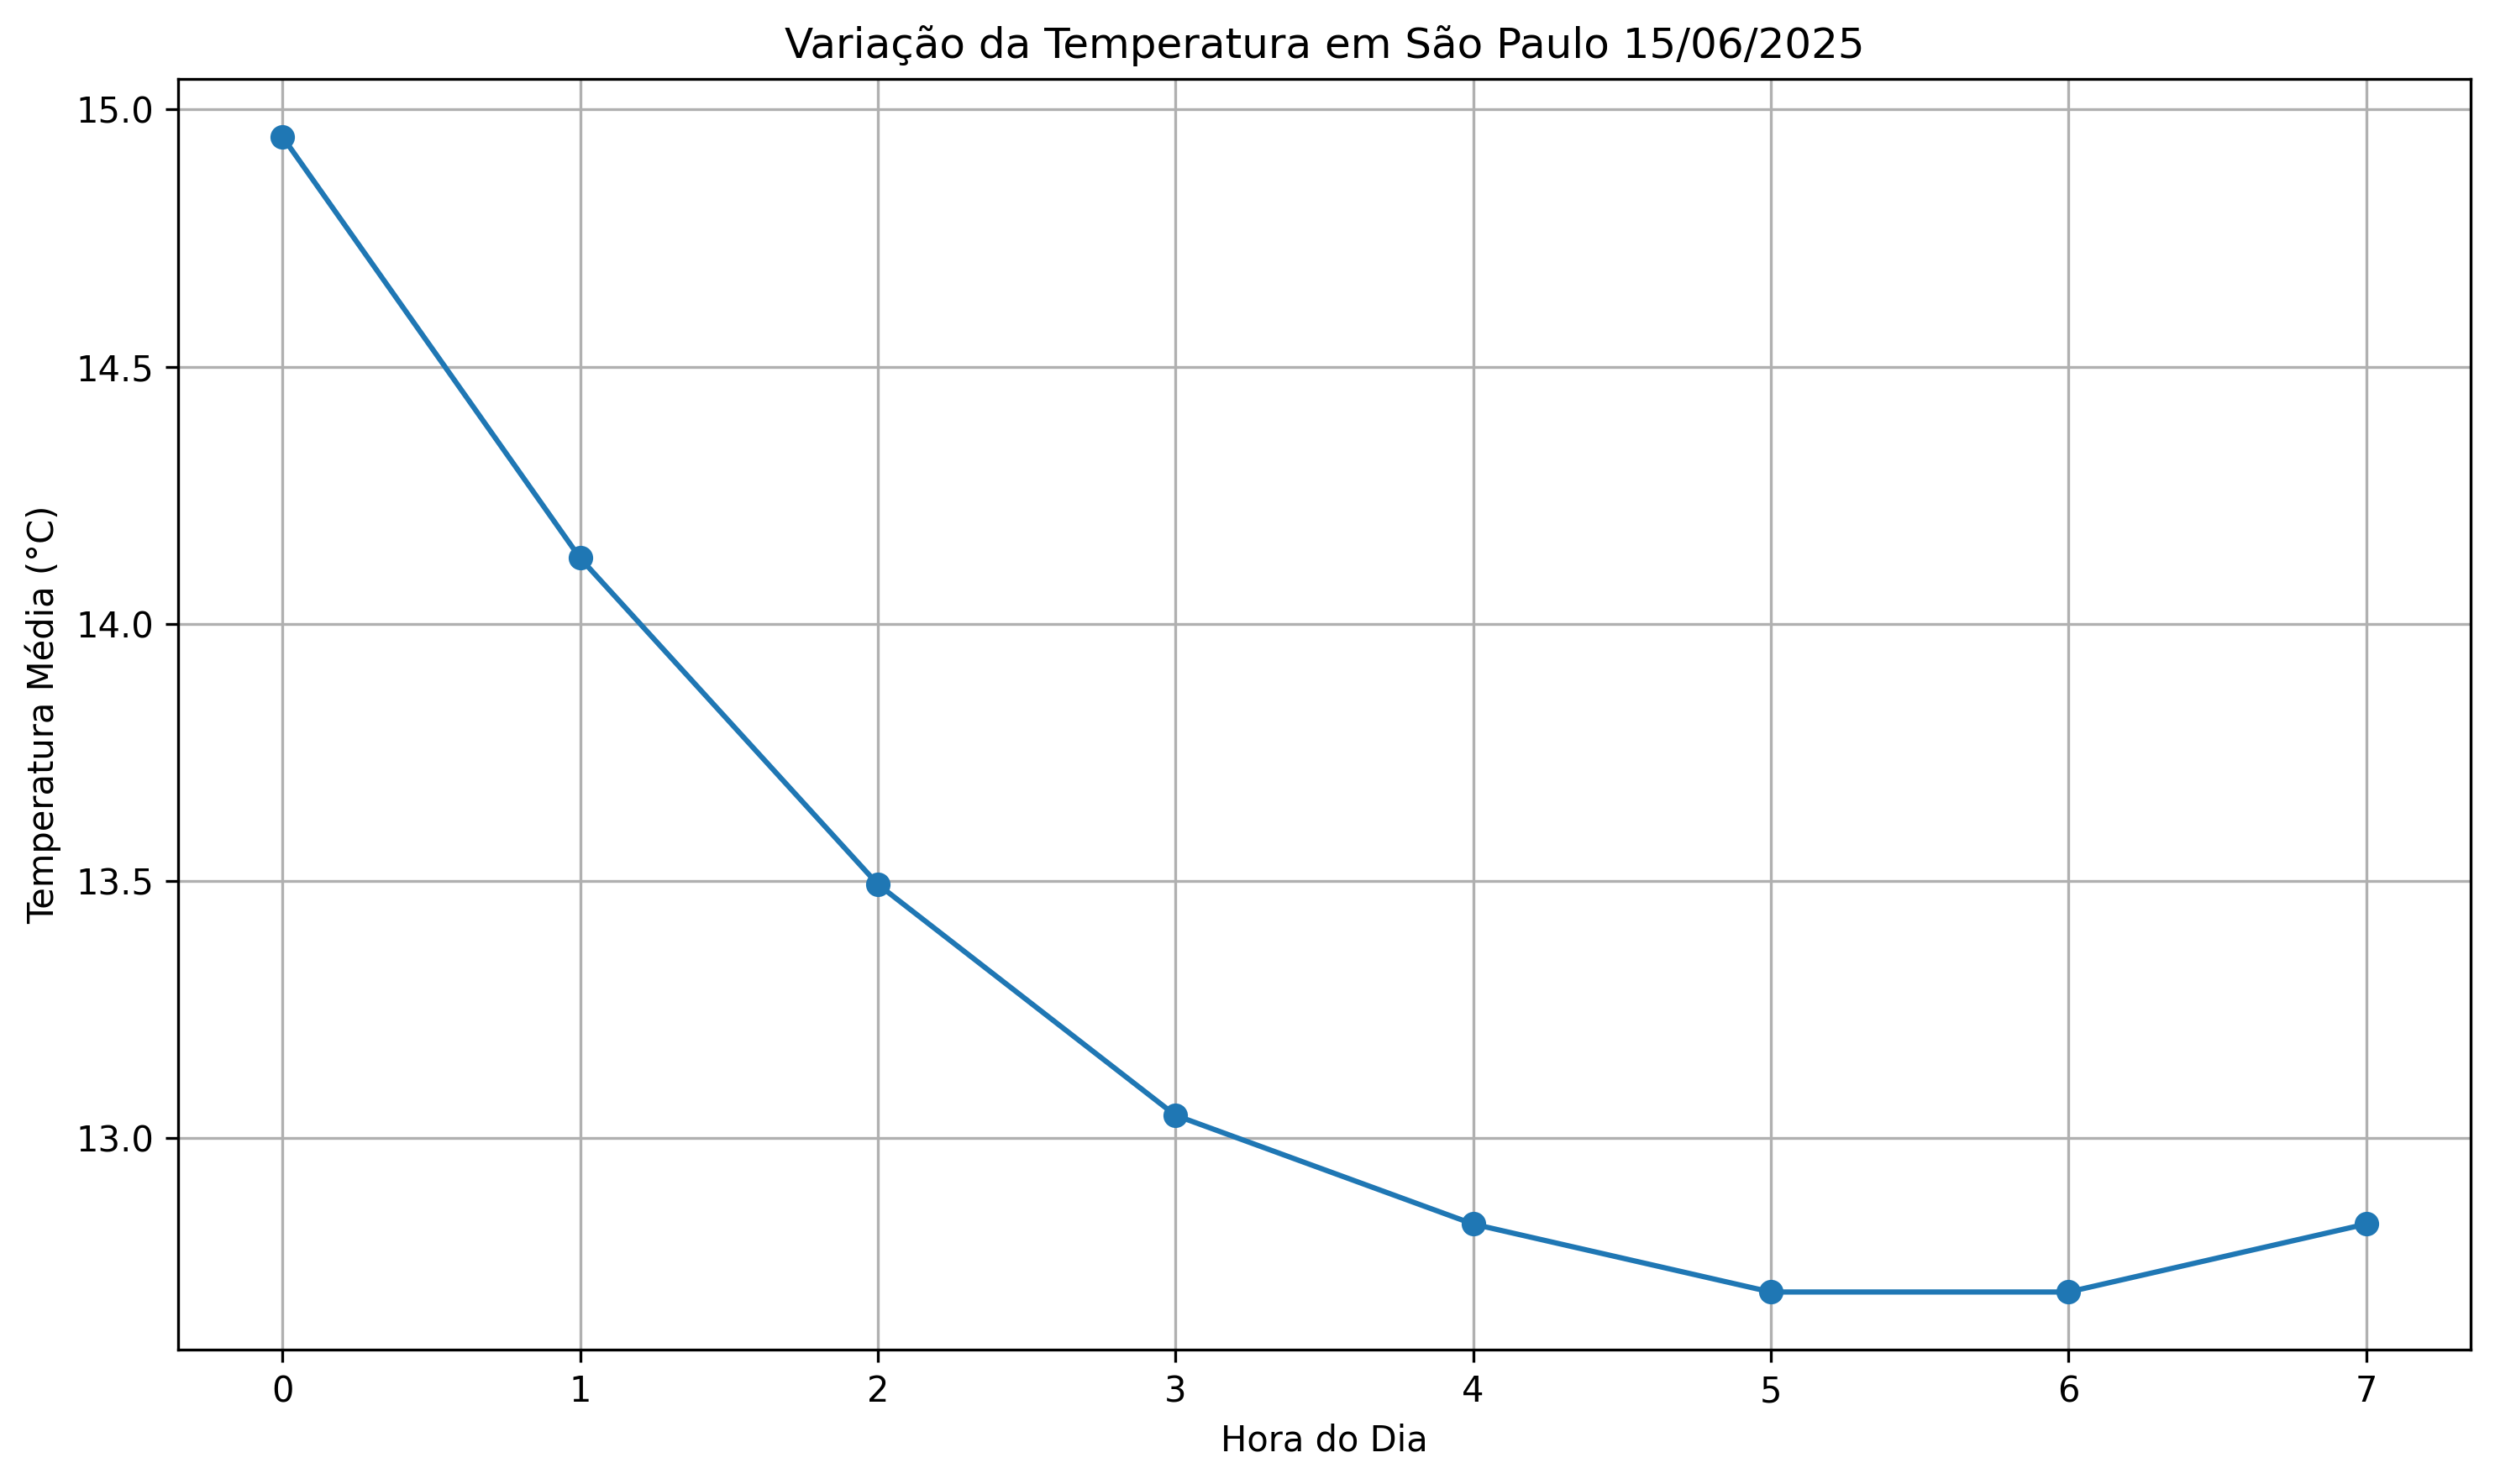 Variação da Temperatura em São Paulo 15/06/2025
Temperatura Média (°C)
15.0
14.5
14.0
13.5
13.0
0 1 2 3 4 5 6 7
Hora do Dia